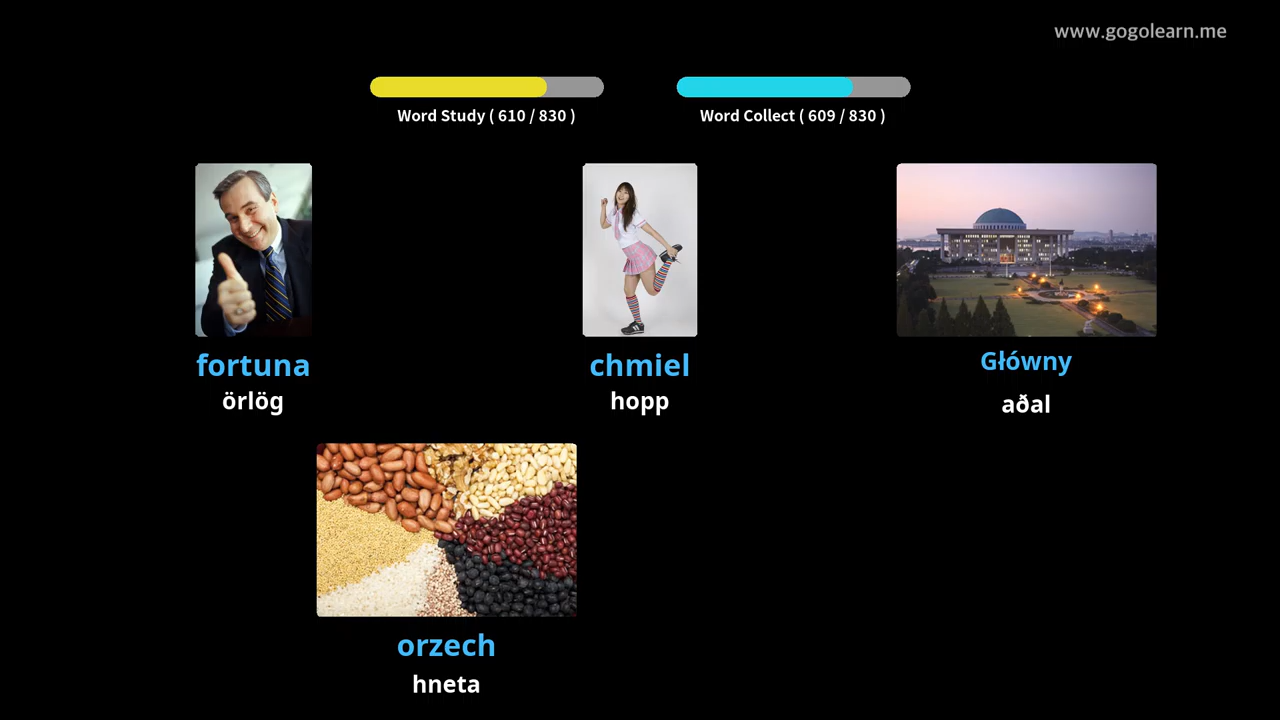 www.gogolearn.me
Word Study ( 610 / 830 )
Word Collect ( 609 / 830 )
fortuna
örlög
chmiel
hopp
Główny
aðal
orzech
hneta